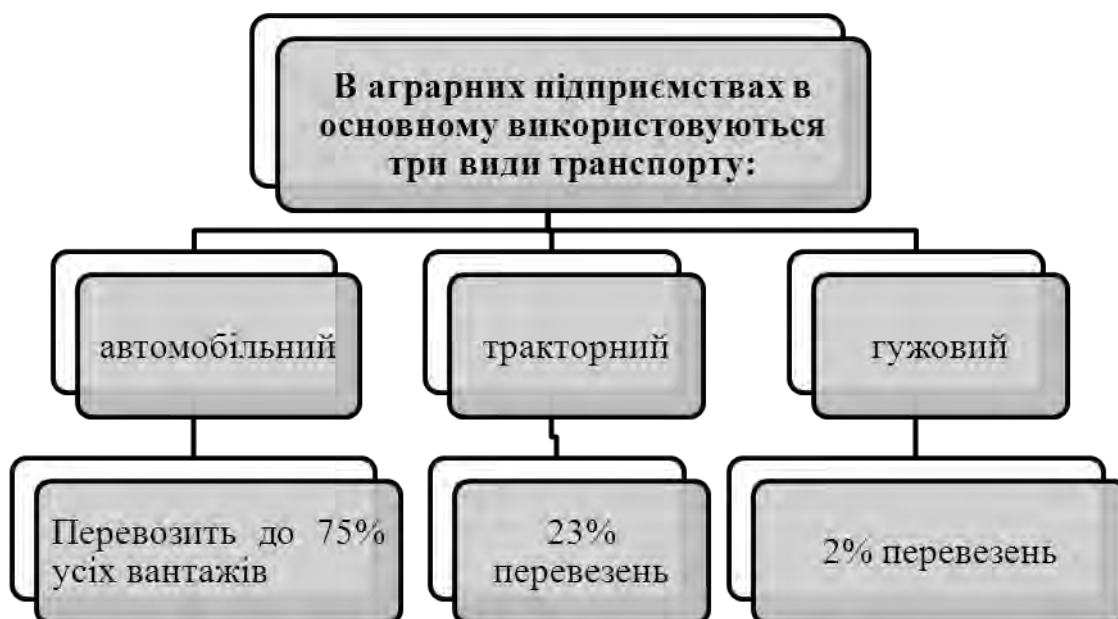 В аграрних підприємствах в
основному використовуються
три види транспорту:
автомобільний
тракторний
гужовий
Перевозить до 75%
усіх вантажів
23%
перевезень
2% перевезень